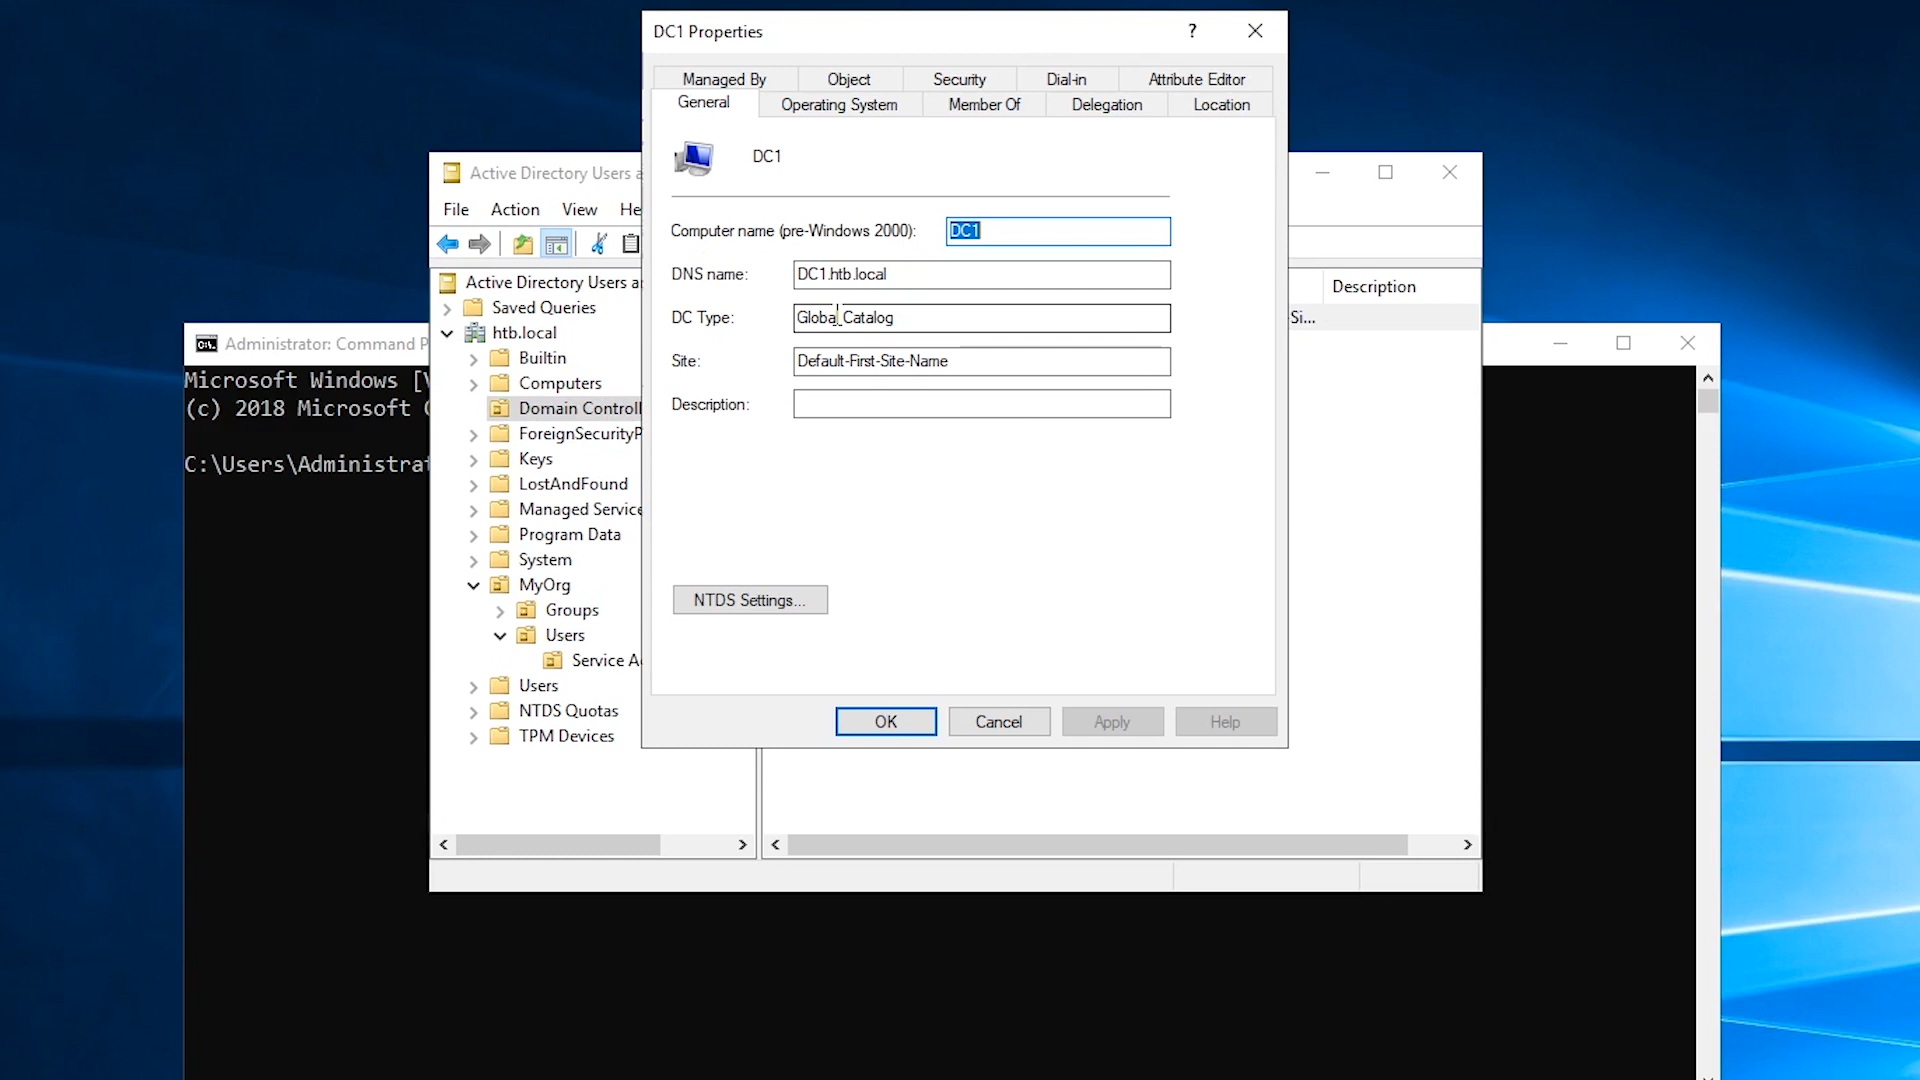 DC1 Properties
?
Managed By
Object
Security
Dial-in
Attribute Editor
General
Operating System
Member Of
Delegation
Location
DC1
Computer name (pre-Windows 2000):
DC1
DNS name:
DC1.htb.local
DC Type:
Global Catalog
Site:
Default-First-Site-Name
Description:
NTDS Settings...
OK
Cancel
Apply
Help
Active Directory Users a
File
Action
View
He
Active Directory Users a
Saved Queries
htb.local
Builtin
Computers
Domain Controll
ForeignSecurityP
Keys
LostAndFound
Managed Service
Program Data
System
MyOrg
Groups
Users
Service A
Users
NTDS Quotas
TPM Devices
Description
-Si...
Administrator: Command P
Microsoft Windows [
(c) 2018 Microsoft
C:\Users\Administrat